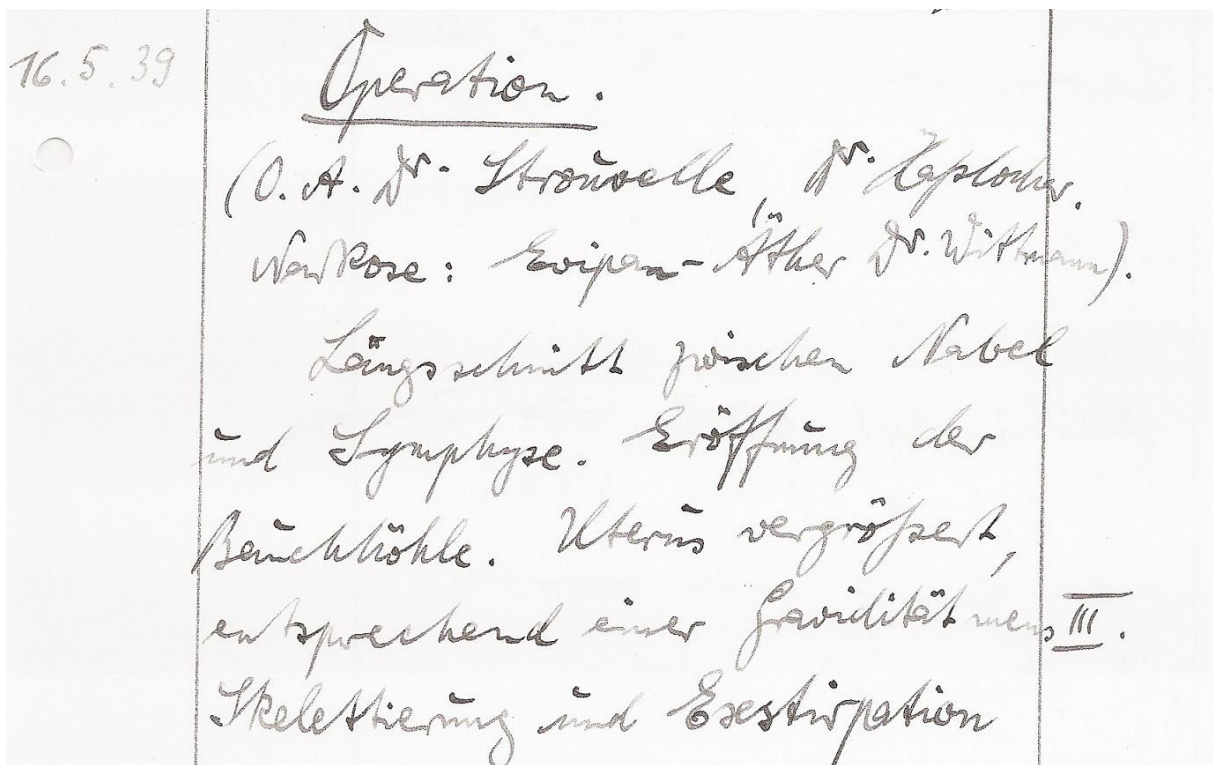 16.5.39
Operation.
(O. A. Dr. Strouvelle, Dr.
Narkose: Evipan-Äther Dr. Wittmann).
Längsschnitt zwischen Nabel
und Symphyse. Eröffnung der
Bauchhöhle. Uterus vergrößert,
entsprechend einer Gravidität mens III.
Skelettierung und Exstirpation